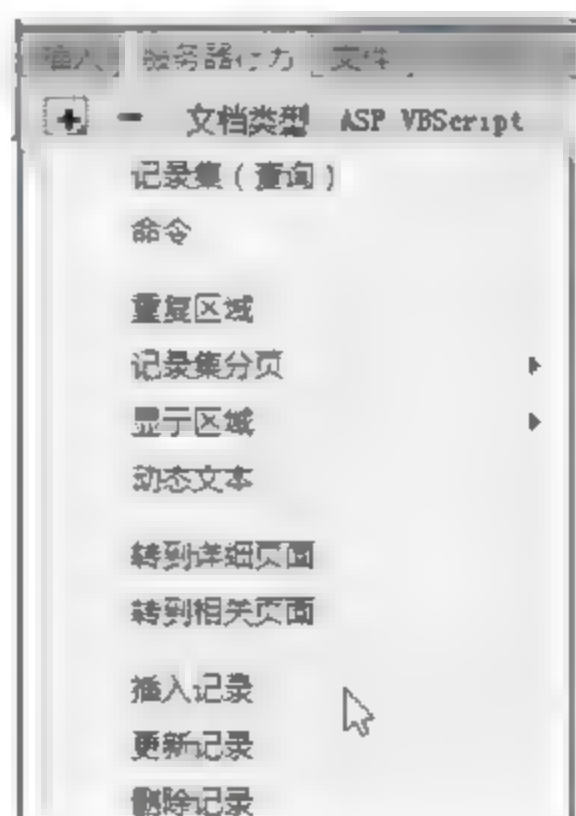 插入 服务器行为 文件
+ - 文档类型 ASP VBScript
记录集(查询)
命令
重复区域
记录集分页
显示区域
动态文本
转到详细页面
转到相关页面
插入记录
更新记录
删除记录